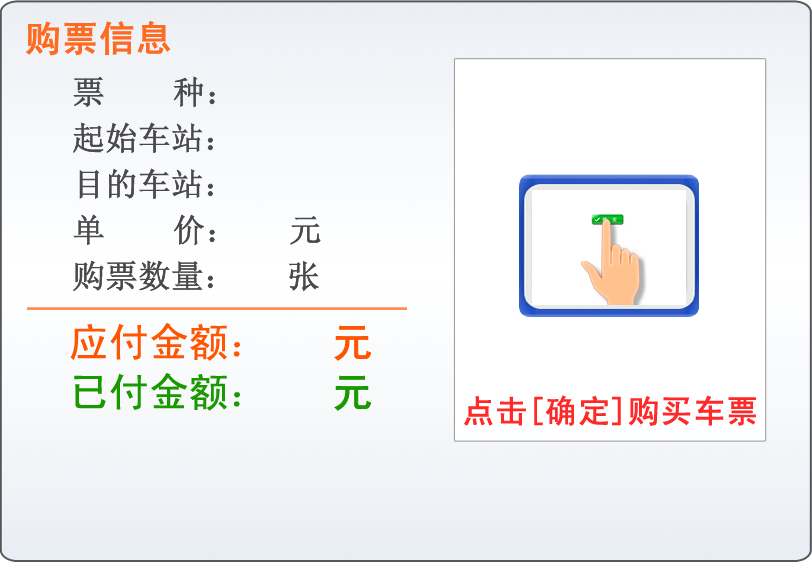 购票信息
票 种：
起始车站：
目的车站：
单 价： 元
购票数量： 张
应付金额： 元
已付金额： 元
点击[确定]购买车票